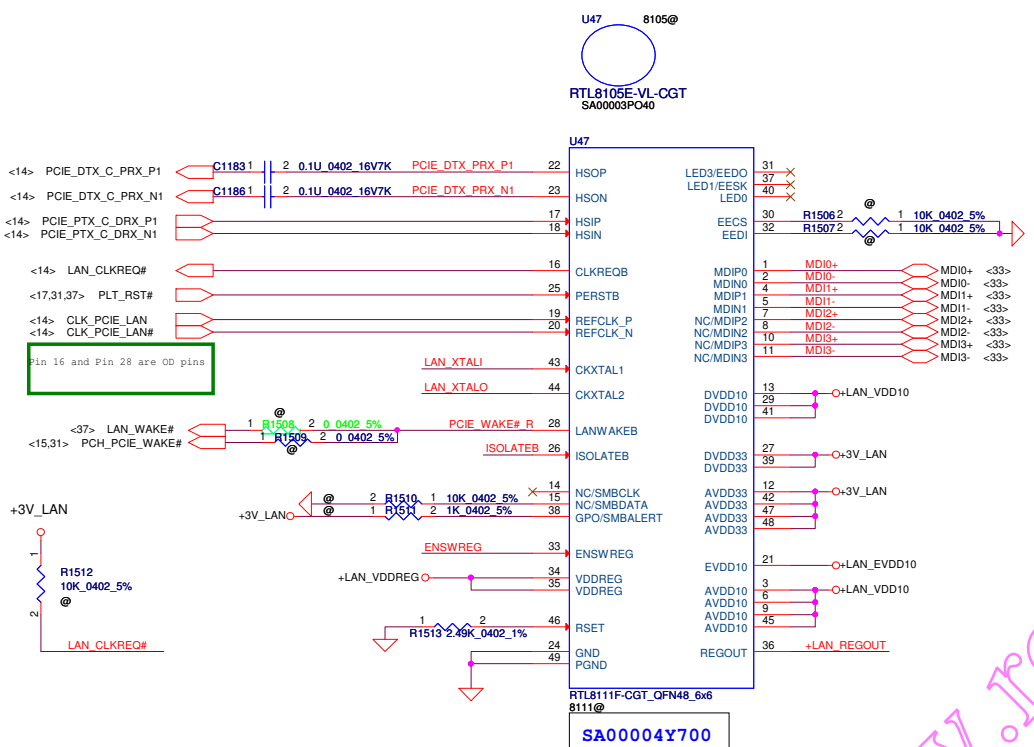 U47 8105@
RTL8105E-VL-CGT
SA00003PO40
U47
<14> PCIE_DTX_C_PRX_P1 C1183 1 2 0.1U_0402_16V7K PCIE_DTX_PRX_P1 22 HSOP LED3/EEDO 31
LED1/EESK 37
<14> PCIE_DTX_C_PRX_N1 C1186 1 2 0.1U_0402_16V7K PCIE_DTX_PRX_N1 23 HSON LED0 40
<14> PCIE_PTX_C_DRX_P1 17 HSIP EECS 30 R1506 2 @ 1 10K_0402_5%
<14> PCIE_PTX_C_DRX_N1 18 HSIN EEDI 32 R1507 2 @ 1 10K_0402_5%
<14> LAN_CLKREQ# 16 CLKREQB MDIP0 1 MDI0+ MDI0+ <33>
MDIN0 2 MDI0- MDI0- <33>
<17,31,37> PLT_RST# 25 PERSTB MDIP1 4 MDI1+ MDI1+ <33>
MDIN1 5 MDI1- MDI1- <33>
<14> CLK_PCIE_LAN 19 REFCLK_P NC/MDIP2 7 MDI2+ MDI2+ <33>
<14> CLK_PCIE_LAN# 20 REFCLK_N NC/MDIN2 8 MDI2- MDI2- <33>
NC/MDIP3 10 MDI3+ MDI3+ <33>
NC/MDIN3 11 MDI3- MDI3- <33>
Pin 16 and Pin 28 are OD pins
LAN_XTALI 43 CKXTAL1
LAN_XTALO 44 CKXTAL2 DVDD10 13 +LAN_VDD10
DVDD10 29
DVDD10 41
<37> LAN_WAKE# 1 @ R1508 2 0_0402_5% PCIE_WAKE#_R 28 LANWAKEB
<15,31> PCH_PCIE_WAKE# 1 R1509 @ 2 0_0402_5%
ISOLATEB 26 ISOLATEB DVDD33 27 +3V_LAN
DVDD33 39
14 NC/SMBCLK AVDD33 12 +3V_LAN
@ 2 R1510 1 10K_0402_5% 15 NC/SMBDATA AVDD33 42
+3V_LAN @ 1 R1511 2 1K_0402_5% 38 GPO/SMBALERT AVDD33 47
AVDD33 48
+3V_LAN
ENSWREG 33 ENSWREG
EVDD10 21 +LAN_EVDD10
1 R1512
10K_0402_5%
@
2
+LAN_VDDREG 34 VDDREG
35 VDDREG AVDD10 3 +LAN_VDD10
AVDD10 6
AVDD10 9
1 R1513 2 2.49K_0402_1% 46 RSET AVDD10 45
LAN_CLKREQ#
24 GND REGOUT 36 +LAN_REGOUT
49 PGND
RTL8111F-CGT_QFN48_6x6
8111@
SA00004Y700